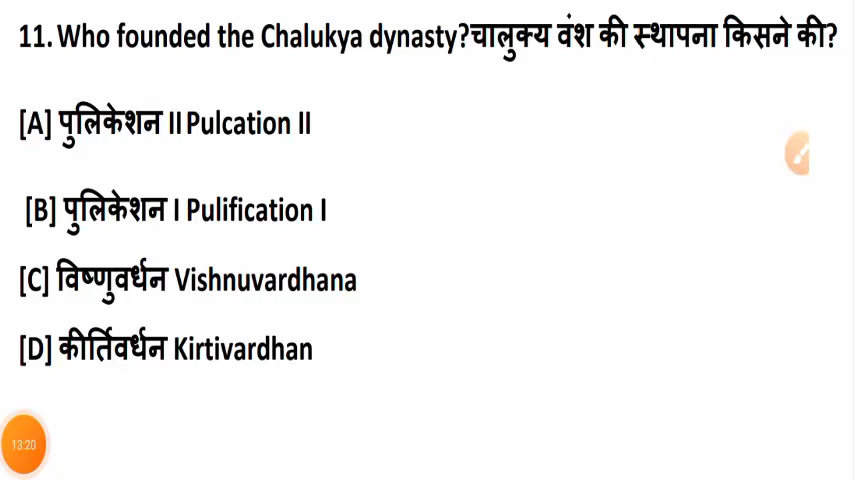 11. Who founded the Chalukya dynasty?चालुक्य वंश की स्थापना किसने की?
[A] पुलिकेशन II Pulcation II
[B] पुलिकेशन I Pulification I
[C] विष्णुवर्धन Vishnuvardhana
[D] कीर्तिवर्धन Kirtivardhan
13:20